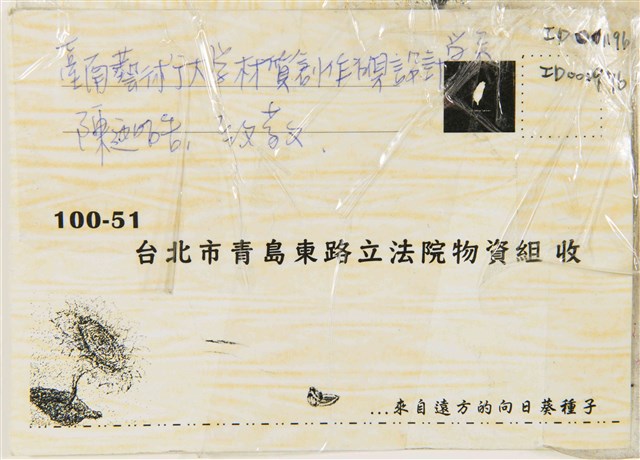 臺南藝術大學材質創作與設計學系
陳迺
100-51
台北市青島東路立法院物資組 收
...來自遠方的向日葵種子